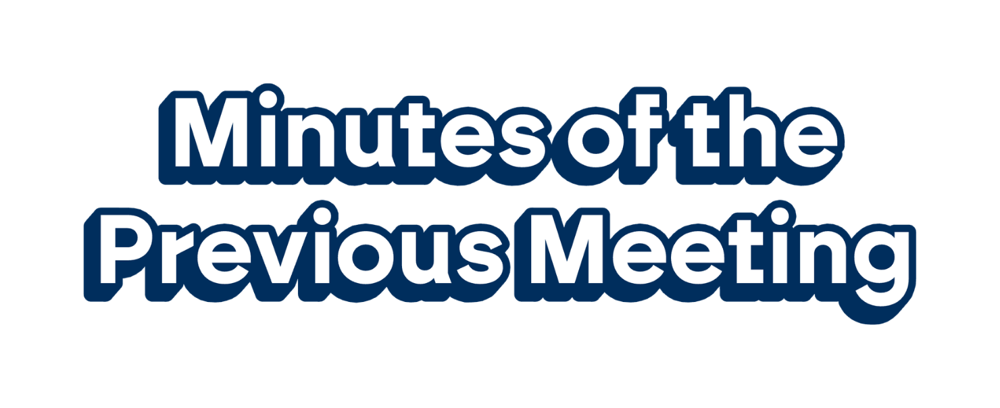 Minutes of the
Previous Meeting